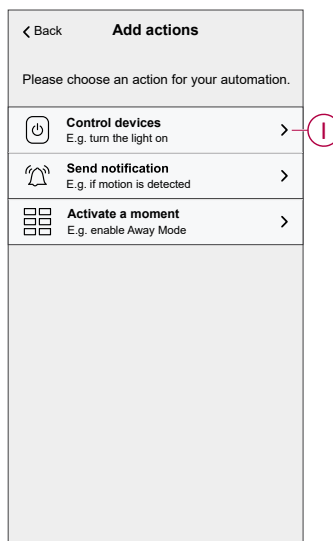 Back
Add actions
Please choose an action for your automation.
Control devices
E.g. turn the light on
I
Send notification
E.g. if motion is detected
Activate a moment
E.g. enable Away Mode